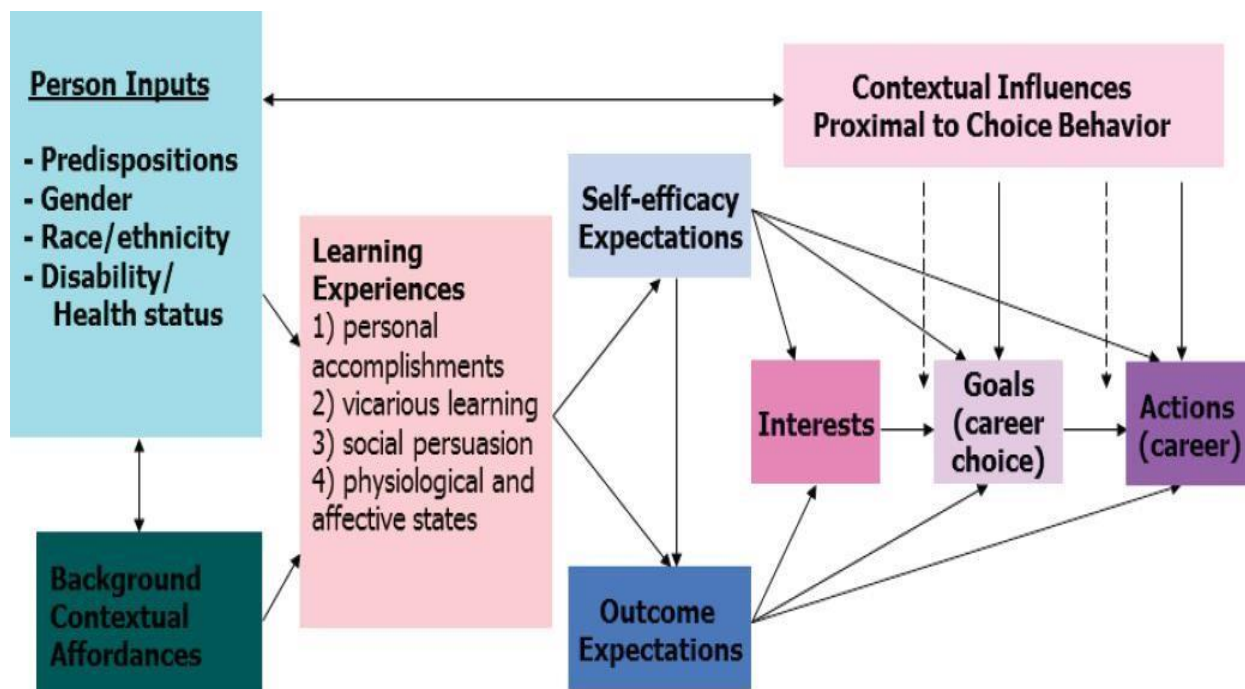 Person Inputs
- Predispositions
- Gender
- Race/ethnicity
- Disability/
Health status
Background
Contextual
Affordances
Learning
Experiences
1) personal
accomplishments
2) vicarious learning
3) social persuasion
4) physiological and
affective states
Self-efficacy
Expectations
Outcome
Expectations
Contextual Influences
Proximal to Choice Behavior
Interests
Goals
(career
choice)
Actions
(career)